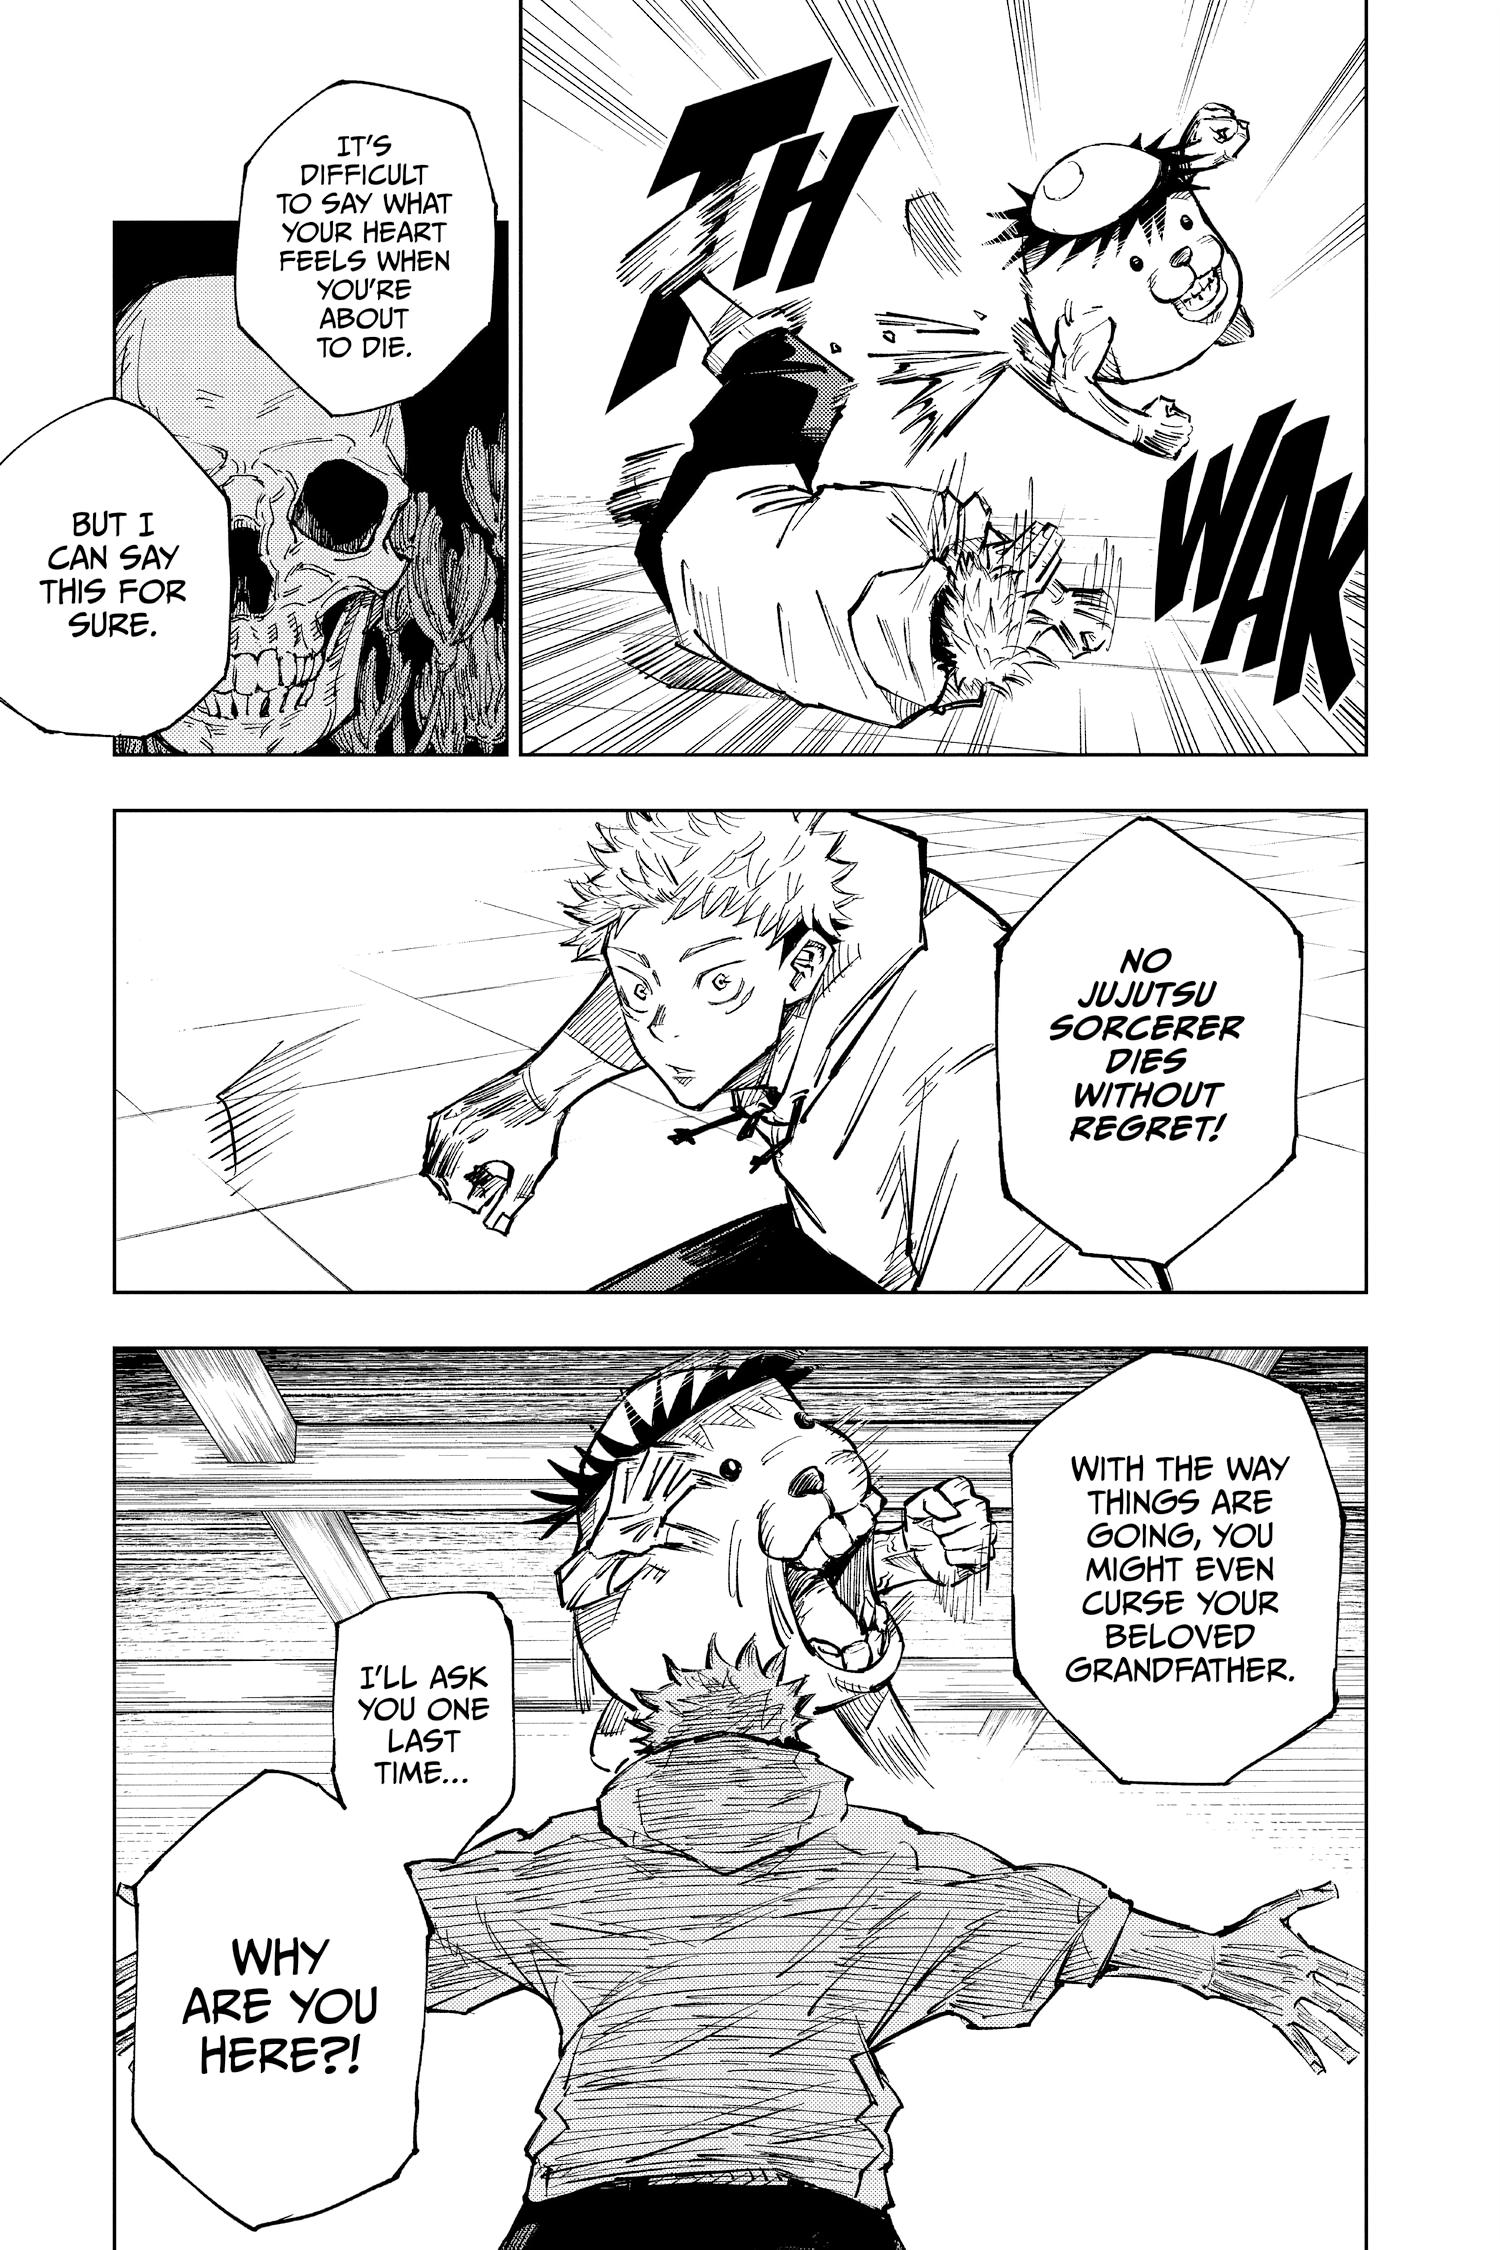 TH
WAK
IT'S
DIFFICULT
TO SAY WHAT
YOUR HEART
FEELS WHEN
YOU'RE
ABOUT
TO DIE.
BUT I
CAN SAY
THIS FOR
SURE.
NO
JUJUTSU
SORCERER
DIES
WITHOUT
REGRET!
WITH THE WAY
THINGS ARE
GOING, YOU
MIGHT EVEN
CURSE YOUR
BELOVED
GRANDFATHER.
I'LL ASK
YOU ONE
LAST
TIME...
WHY
ARE YOU
HERE?!